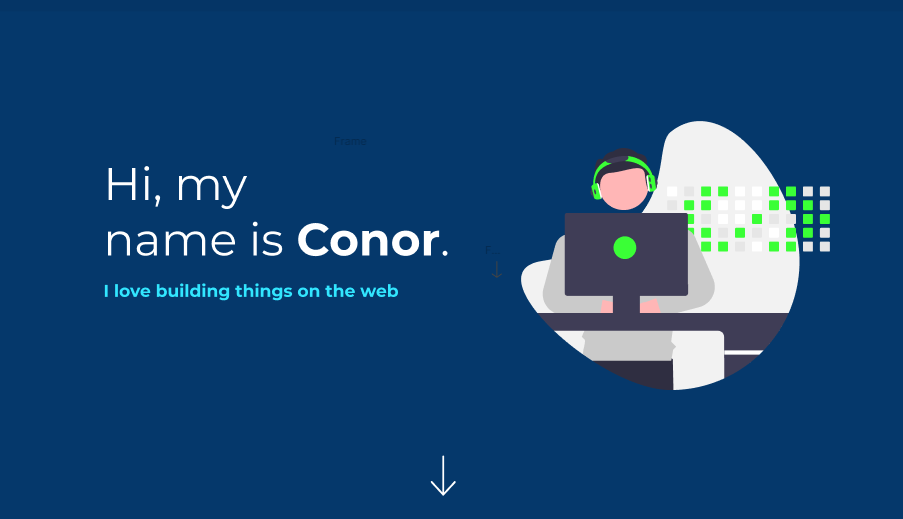 Frame
Hi, my
name is Conor.
F...
I love building things on the web